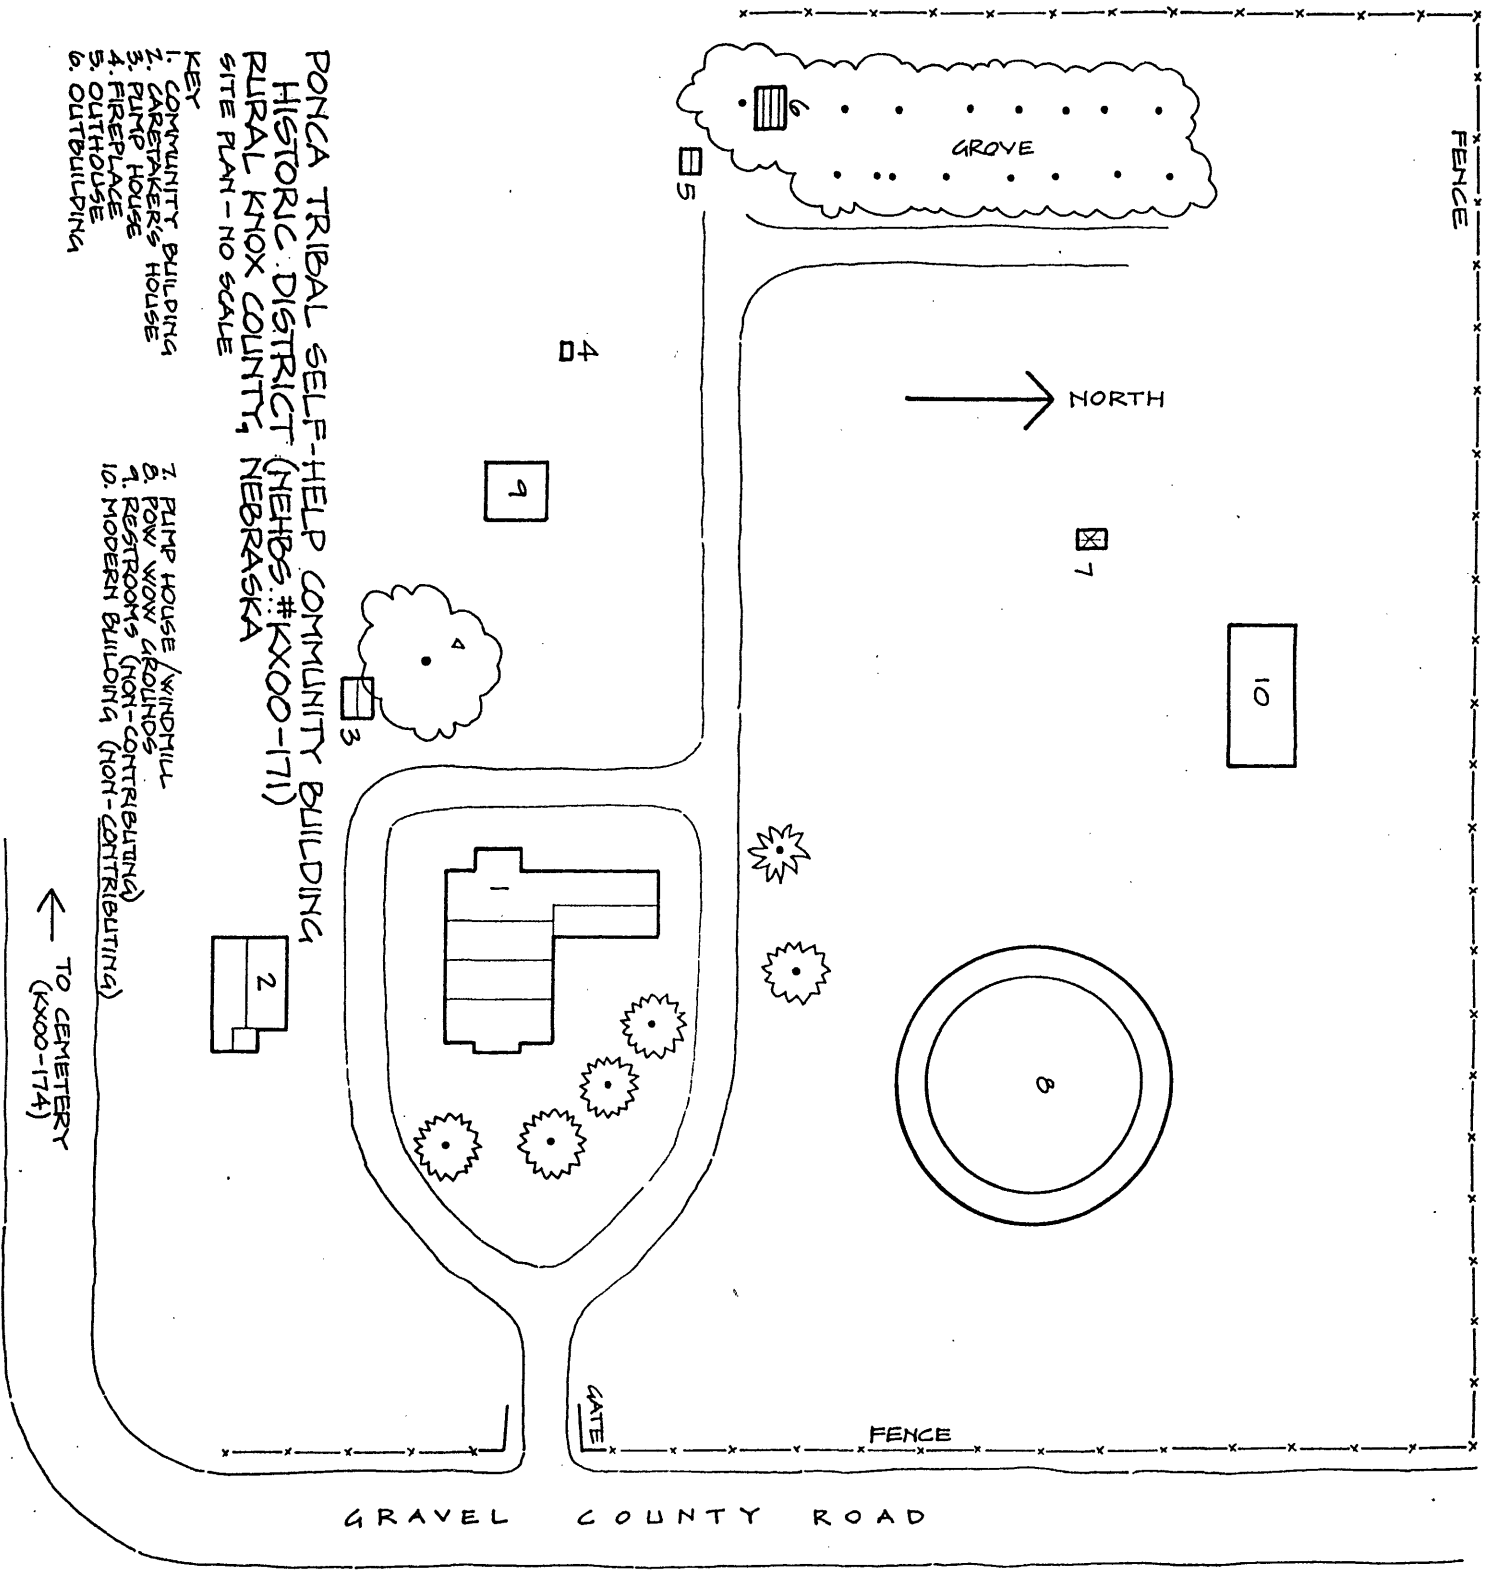 PONCA TRIBAL SELF-HELP COMMUNITY BUILDING
HISTORIC DISTRICT (NEHBS #KX00-171)
RURAL KNOX COUNTY, NEBRASKA
SITE PLAN - NO SCALE
KEY
1. COMMUNITY BUILDING
2. CARETAKER'S HOUSE
3. PUMP HOUSE
4. FIREPLACE
5. OUTHOUSE
6. OUTBUILDING
7. PUMP HOUSE/WINDMILL
8. POW WOW GROUNDS
9. RESTROOMS (NON-CONTRIBUTING)
10. MODERN BUILDING (NON-CONTRIBUTING)
GROVE
6
5
FENCE
4
NORTH
9
7
10
3
1
2
8
TO CEMETERY
(KX00-174)
GATE
FENCE
GRAVEL COUNTY ROAD